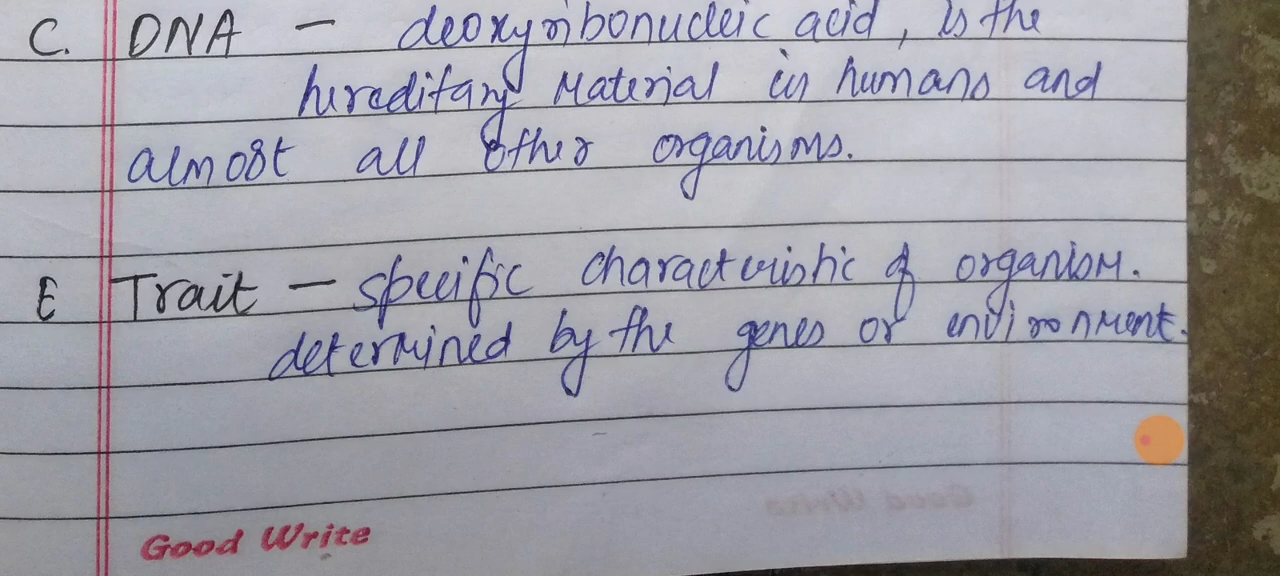 C. DNA – deoxyribonucleic acid, is the
hereditary Material in humans and
almost all other organisms.
E Trait – specific characteristic of organism.
determined by the genes or environment.
Good Write